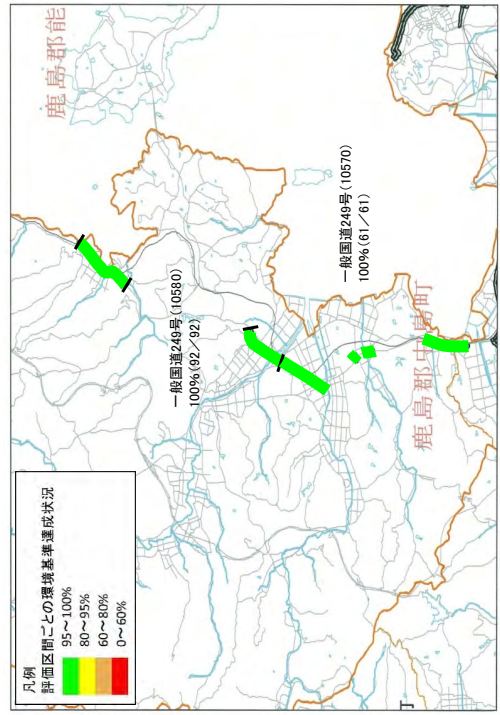 凡例
評価区間ごとの環境基準達成状況
95～100%
80～95%
60～80%
0～60%
鹿島郡能
一般国道249号(10580)
100%(92/92)
一般国道249号(10570)
100%(61/61)
鹿島郡中島町